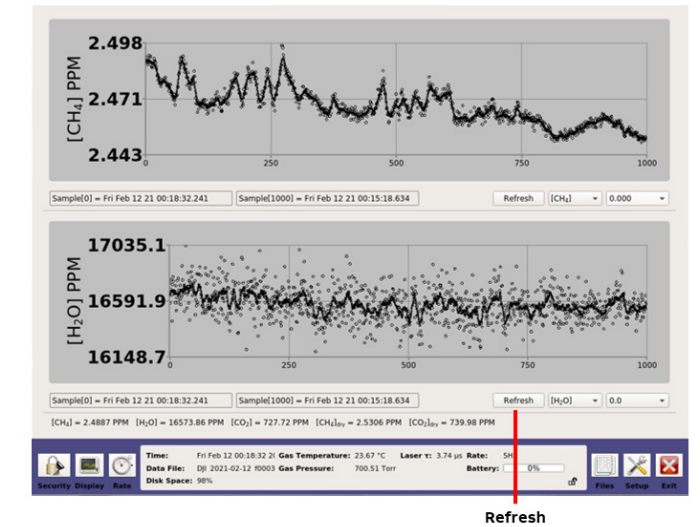 2.498
2.471
2.443
[CH₄] PPM
0 250 500 750 1000
Sample[0] = Fri Feb 12 21 00:18:32.241 Sample[1000] = Fri Feb 12 21 00:15:18.634 Refresh [CH₄] 0.000
17035.1
16591.9
16148.7
[H₂O] PPM
0 250 500 750 1000
Sample[0] = Fri Feb 12 21 00:18:32.241 Sample[1000] = Fri Feb 12 21 00:15:18.634 Refresh [H₂O] 0.0
[CH₄] = 2.4887 PPM [H₂O] = 16573.86 PPM [CO₂] = 727.72 PPM [CH₄]dry = 2.5306 PPM [CO₂]dry = 739.98 PPM
Time: Fri Feb 12 00:18:32 2( Gas Temperature: 23.67 °C Laser τ: 3.74 µs Rate: 5H
Data File: DJI 2021-02-12 f0003 Gas Pressure: 700.51 Torr Battery: 0%
Disk Space: 98%
Security Display Rate Files Setup Exit
Refresh